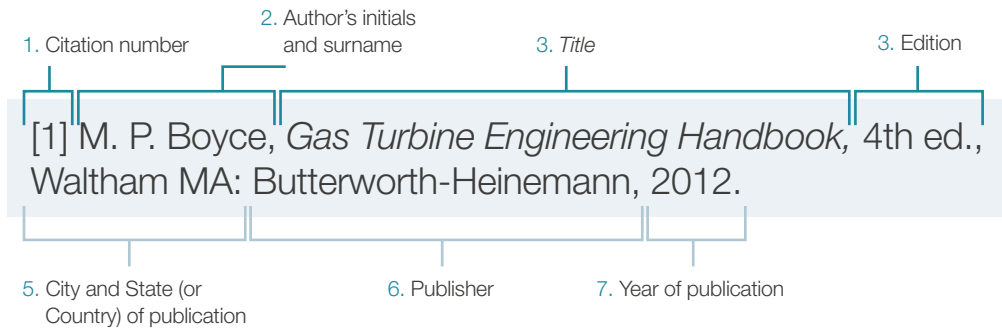 2. Author's initials
and surname
1. Citation number
3. Title
3. Edition
[1] M. P. Boyce, Gas Turbine Engineering Handbook, 4th ed.,
Waltham MA: Butterworth-Heinemann, 2012.
5. City and State (or
Country) of publication
6. Publisher
7. Year of publication